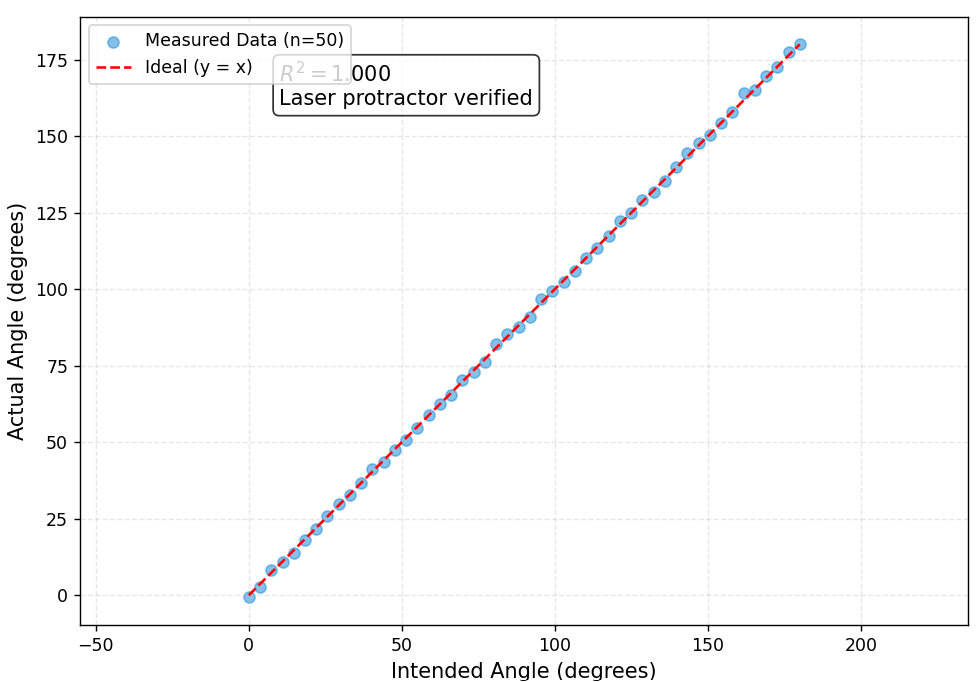 Measured Data (n=50)
Ideal (y = x)
R² = 1.000
Laser protractor verified
175
150
125
100
75
50
25
0
Actual Angle (degrees)
−50
0
50
100
150
200
Intended Angle (degrees)